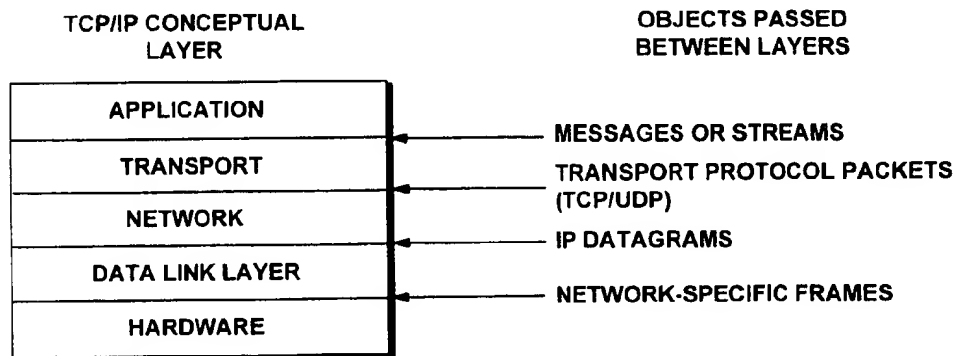 TCP/IP CONCEPTUAL
LAYER
OBJECTS PASSED
BETWEEN LAYERS
APPLICATION
MESSAGES OR STREAMS
TRANSPORT
TRANSPORT PROTOCOL PACKETS
(TCP/UDP)
NETWORK
IP DATAGRAMS
DATA LINK LAYER
NETWORK-SPECIFIC FRAMES
HARDWARE